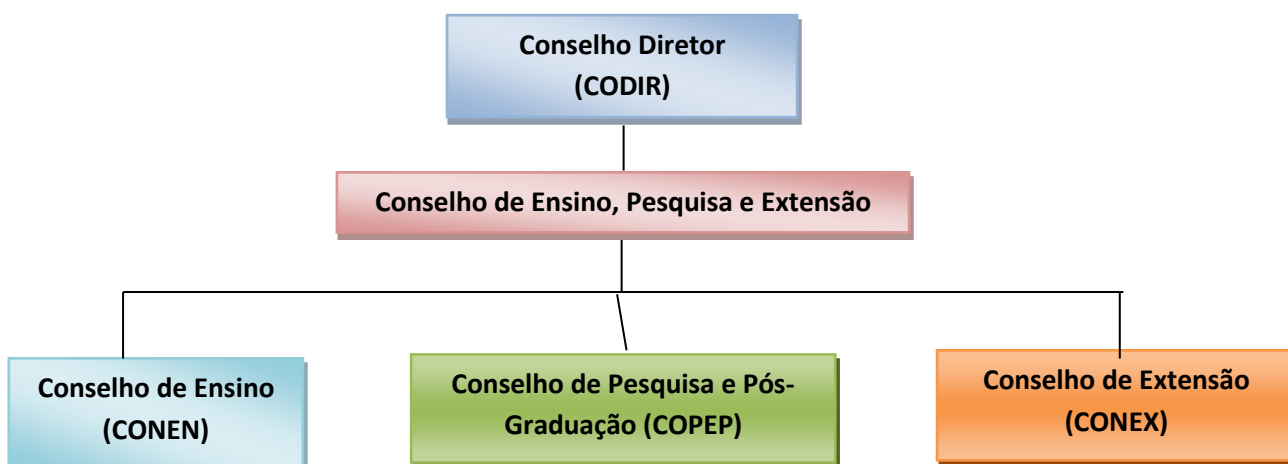 Conselho Diretor
(CODIR)
Conselho de Ensino, Pesquisa e Extensão
Conselho de Ensino
(CONEN)
Conselho de Pesquisa e Pós-
Graduação (COPEP)
Conselho de Extensão
(CONEX)